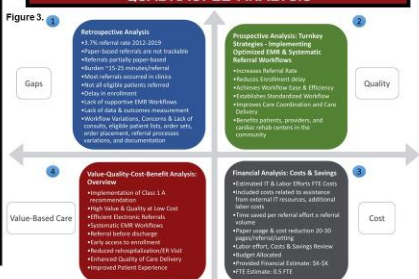 Figure 3.
1
2
Retrospective Analysis
• 3.7% referral rate 2012-2019
• Paper-based referrals are not trackable
• Referrals partially paper-based
• Burden ~15-25 minutes/referral
• Most referrals occurred in clinics
• Not all eligible patients referred
• Delay in enrollment
• Lack of supportive EMR Workflows
• Lack of data & outcomes measurement
• Workflow Variations, Concerns & Lack of
consults, eligible patient lists, order sets,
order placement, referral processes
variations, and documentation
Prospective Analysis: Turnkey
Strategies - Implementing
Optimized EMR & Systematic
Referral Workflows
• Increases Referral Rate
• Reduces Enrollment delay
• Achieves Workflow Ease & Efficiency
• Establishes Standardized Workflow
• Improves Care Coordination and Care
Delivery
• Benefits patients, providers, and
cardiac rehab centers in the
community
Gaps
Quality
4
3
Value-Quality-Cost-Benefit Analysis:
Overview
• Implementation of Class 1 A
recommendation
• High Value & Quality at Low Cost
• Efficient Electronic Referrals
• Systematic EMR Workflows
• Referral before discharge
• Early access to enrollment
• Reduced rehospitalization/ER Visit
• Enhanced Quality of Care Delivery
• Improved Patient Experience
Financial Analysis: Costs & Savings
• Estimated IT & Labor Efforts FTE Costs
• Included costs related to assistance
from external IT resources, additional
labor costs
• Time saved per referral effort x referral
volume
• Paper usage & cost reduction 20-30
pages/referral/setting
• Labor effort, Costs & Savings Review
• Budget Allocated
• Provided Financial Estimate: $K-$K
• FTE Estimate: 0.5 FTE
Value-Based Care
Cost